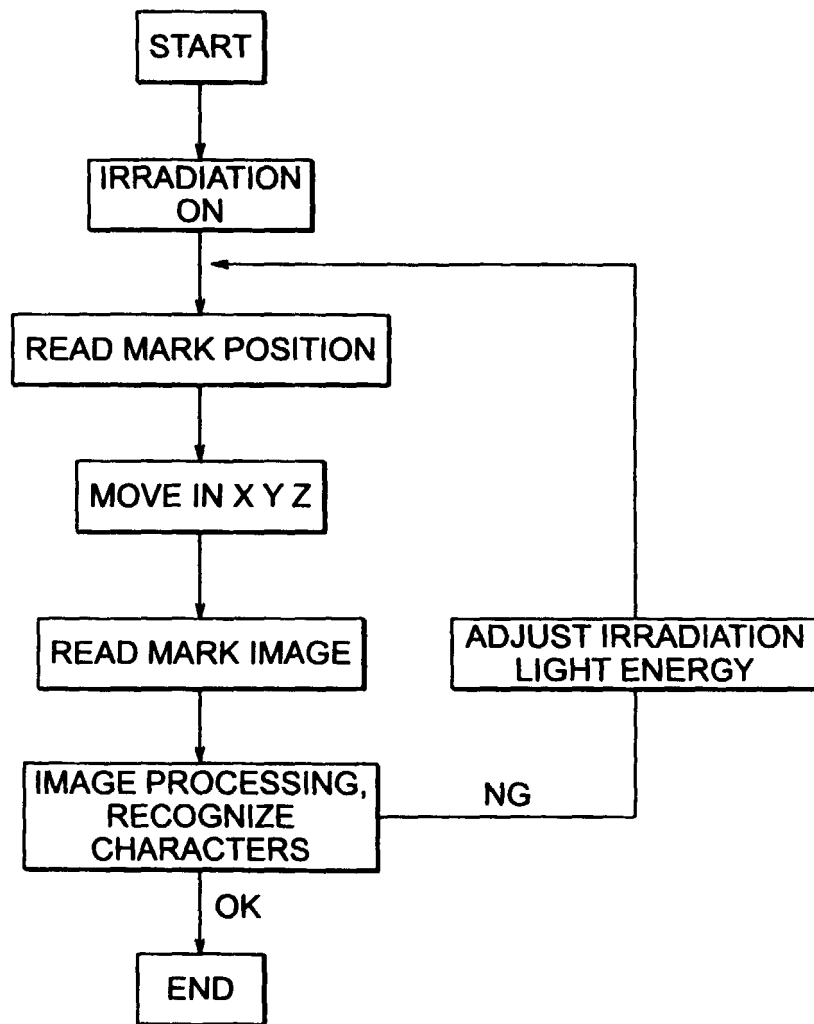 START
IRRADIATION
ON
READ MARK POSITION
MOVE IN X Y Z
READ MARK IMAGE
ADJUST IRRADIATION
LIGHT ENERGY
IMAGE PROCESSING,
RECOGNIZE
CHARACTERS
NG
OK
END